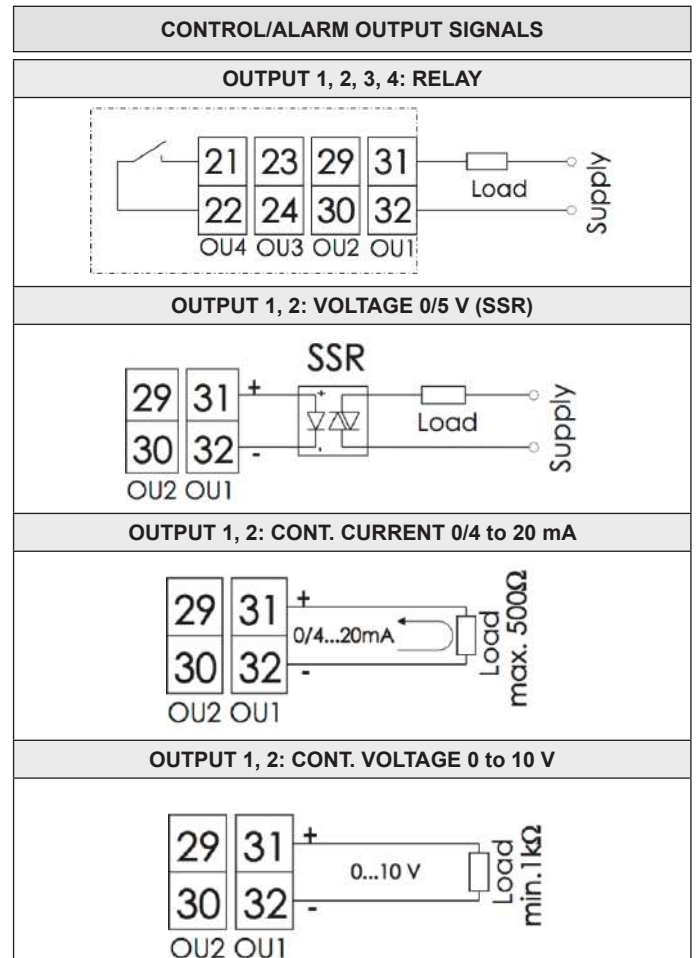 CONTROL/ALARM OUTPUT SIGNALS
OUTPUT 1, 2, 3, 4: RELAY
21 23 29 31
Load
22 24 30 32
Supply
OU4 OU3 OU2 OU1
OUTPUT 1, 2: VOLTAGE 0/5 V (SSR)
SSR
29 31 + +
Load
30 32 - -
Supply
OU2 OU1
OUTPUT 1, 2: CONT. CURRENT 0/4 to 20 mA
29 31 +
0/4...20mA
30 32 -
Load
max. 500Ω
OU2 OU1
OUTPUT 1, 2: CONT. VOLTAGE 0 to 10 V
29 31 +
0...10 V
30 32 -
Load
min.1kΩ
OU2 OU1